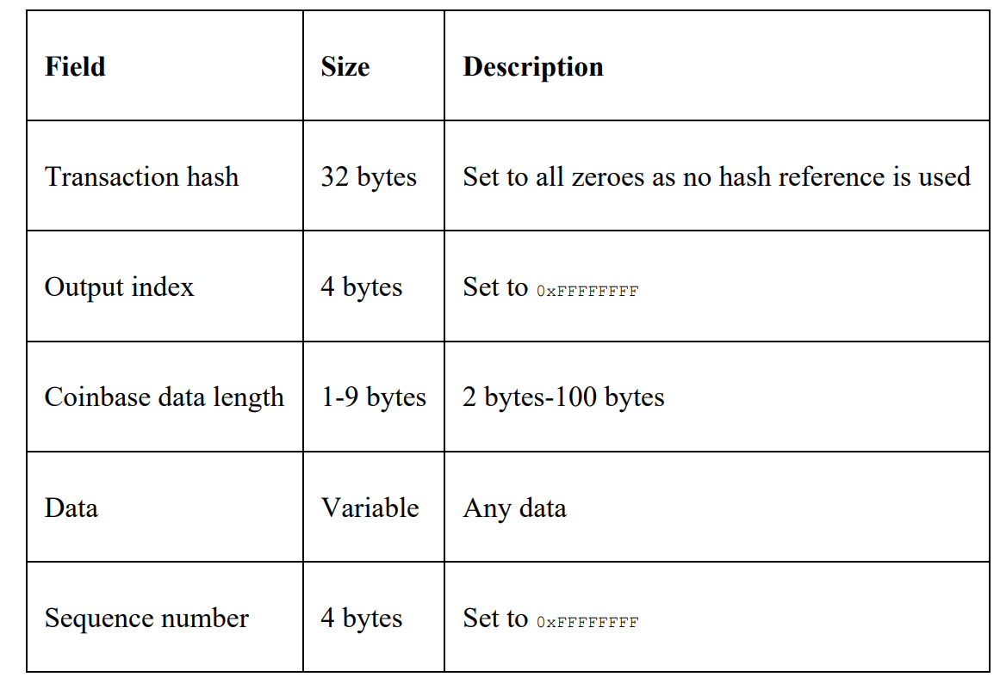 Field Size Description
Transaction hash 32 bytes Set to all zeroes as no hash reference is used
Output index 4 bytes Set to 0xFFFFFFFF
Coinbase data length 1-9 bytes 2 bytes-100 bytes
Data Variable Any data
Sequence number 4 bytes Set to 0xFFFFFFFF